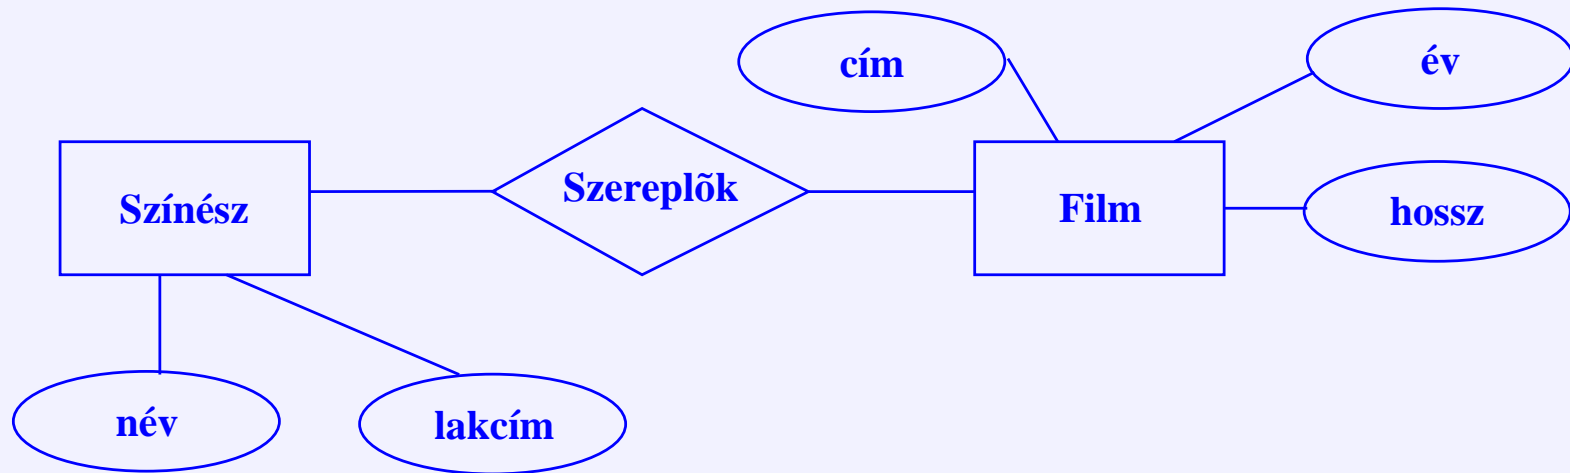 cím
év
Színész
Szereplõk
Film
hossz
név
lakcím